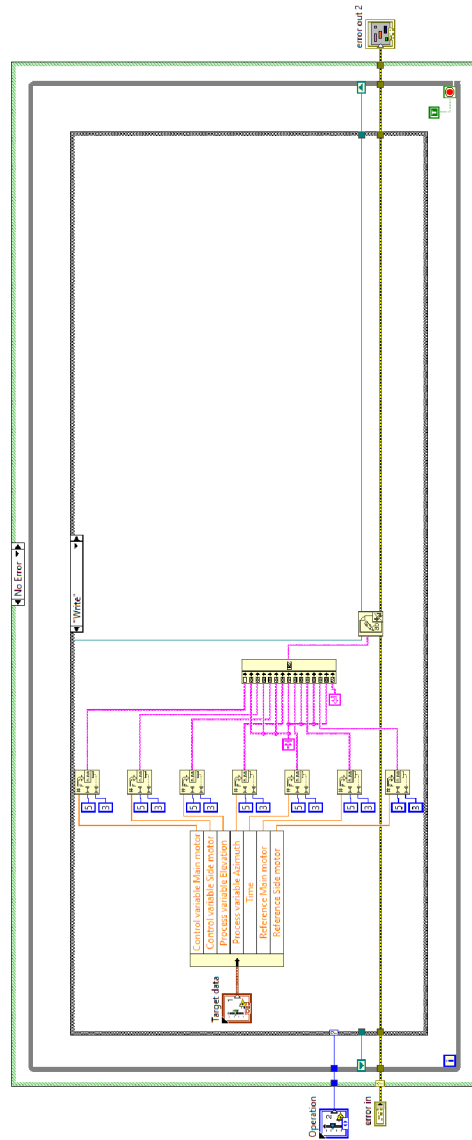 error out 2
No Error
"Write"
Control variable Main motor
Control variable Side motor
Process variable Elevation
Process variable Azimuth
Time
Reference Main motor
Reference Side motor
5
3
5
3
5
3
5
3
5
3
5
3
5
3
Target data
Operation
error in
i